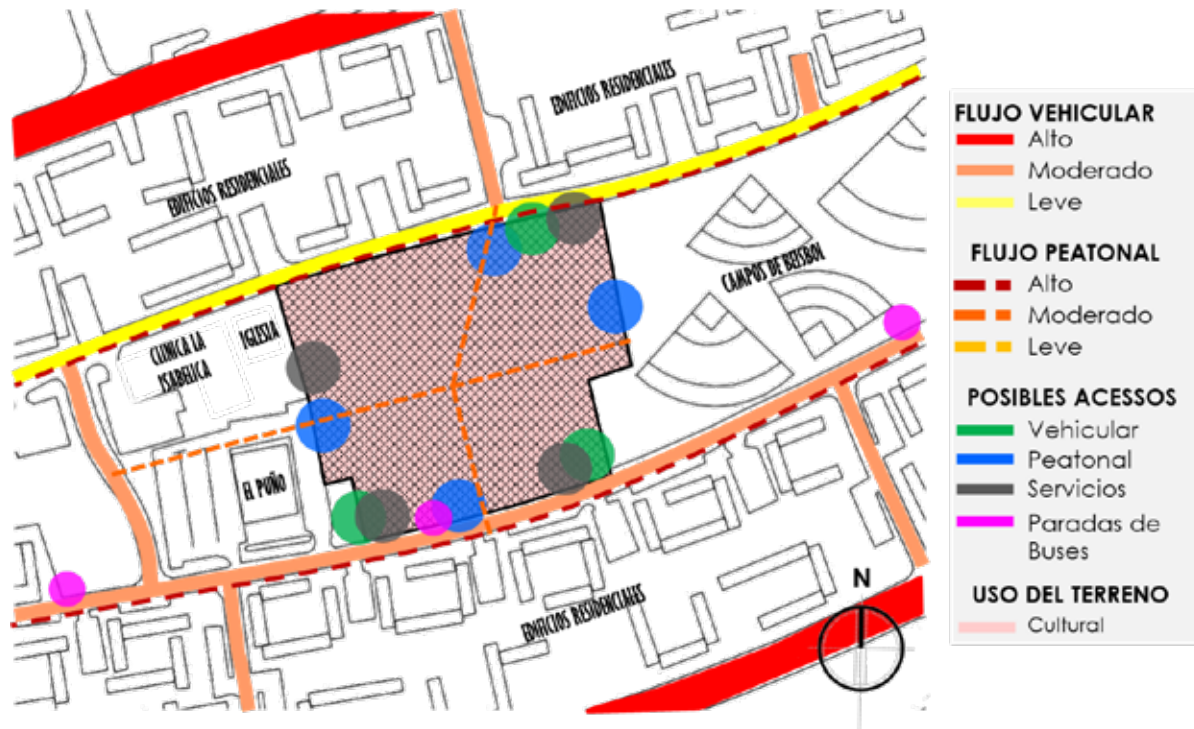 EDIFICIOS RESIDENCIALES
EDIFICIOS RESIDENCIALES
CLINICA LA
YSABELICA
IGLESIA
CAMPOS DE BEISBOL
EL PUÑO
EDIFICIOS RESIDENCIALES
N
FLUJO VEHICULAR
Alto
Moderado
Leve
FLUJO PEATONAL
Alto
Moderado
Leve
POSIBLES ACESSOS
Vehicular
Peatonal
Servicios
Paradas de
Buses
USO DEL TERRENO
Cultural